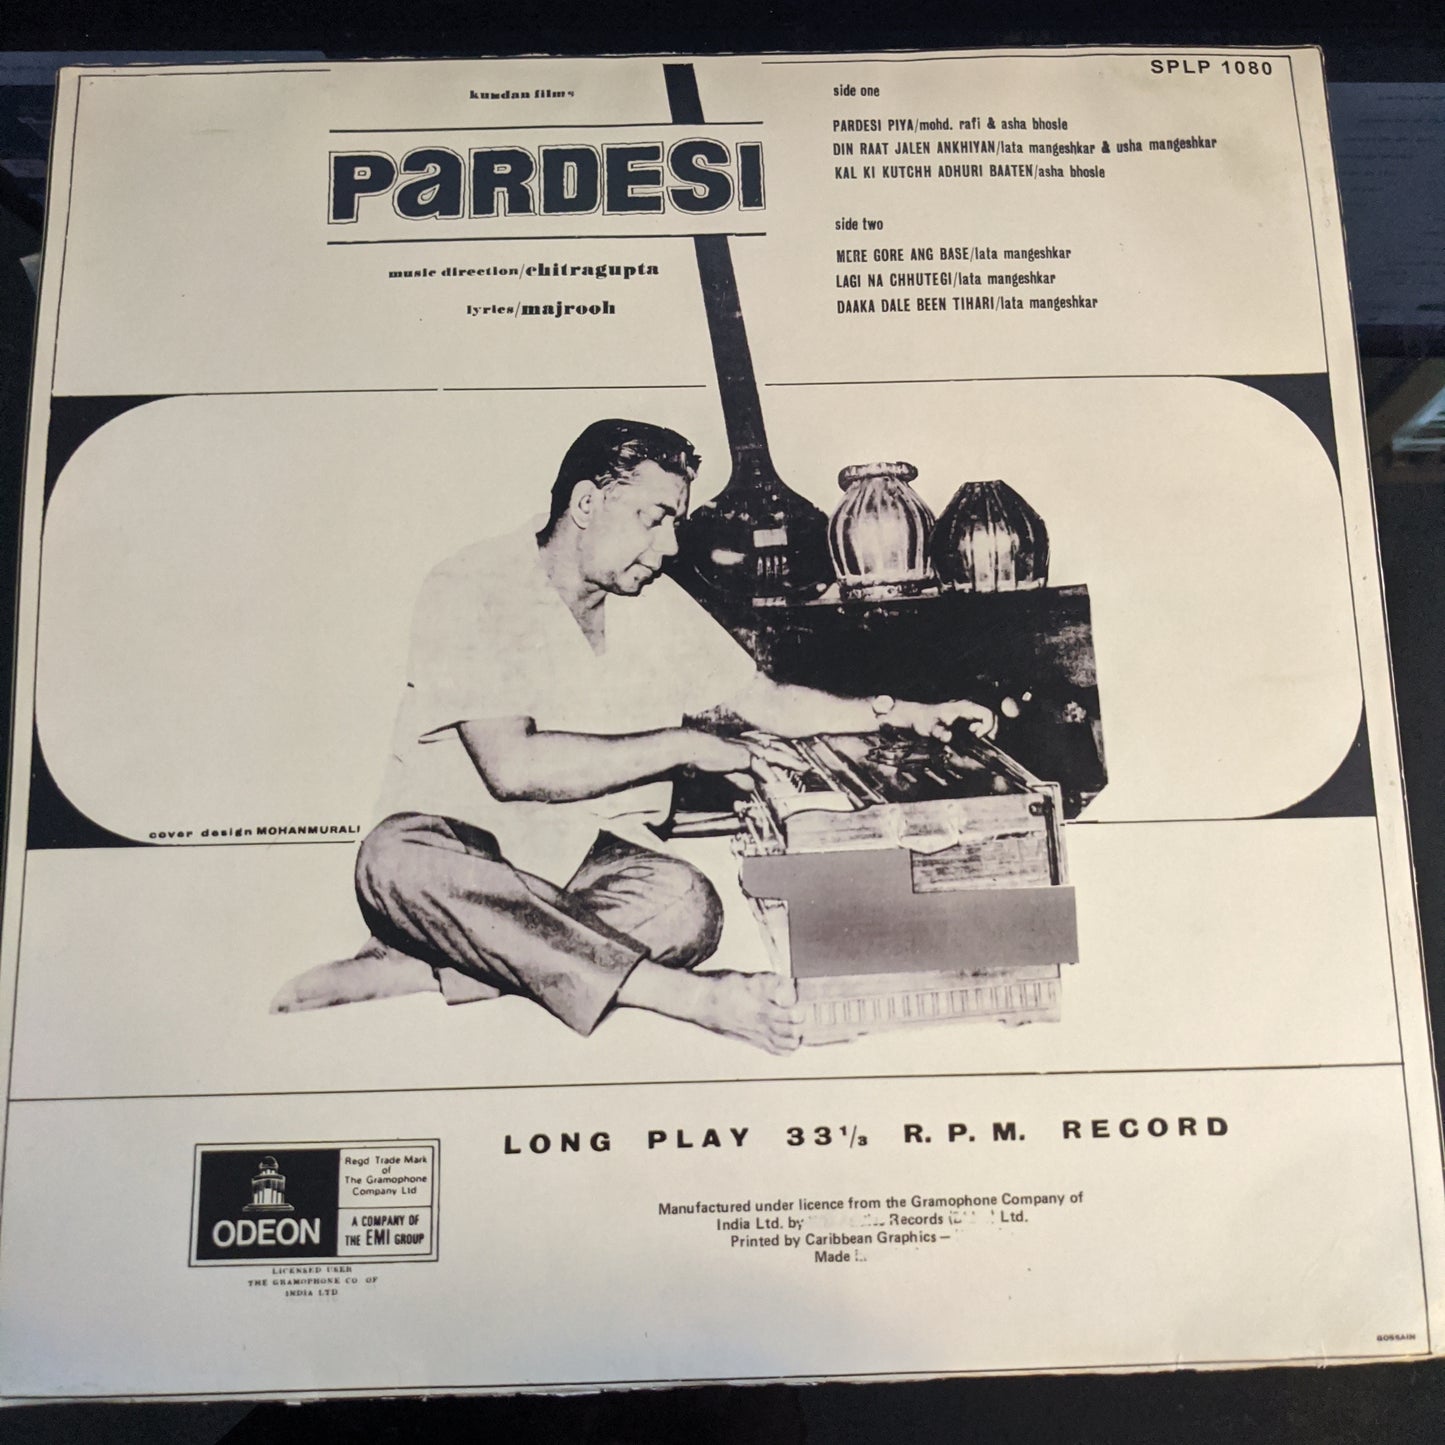 SPLP 1080
kundan films
PARDESI
music direction/chitragupta
lyrics/majrooh
side one
PARDESI PIYA/mohd. rafi & asha bhosle
DIN RAAT JALEN ANKHIYAN/lata mangeshkar & usha mangeshkar
KAL KI KUTCHH ADHURI BAATEN/asha bhosle
side two
MERE GORE ANG BASE/lata mangeshkar
LAGI NA CHHUTEGI/lata mangeshkar
DAAKA DALE BEEN TIHARI/lata mangeshkar
cover design MOHANMURALI
LONG PLAY 33 1/3 R. P. M. RECORD
ODEON
Regd Trade Mark
of
The Gramophone
Company Ltd
A COMPANY OF
THE EMI GROUP
LICENSED USER
THE GRAMOPHONE CO OF
INDIA LTD
Manufactured under licence from the Gramophone Company of
India Ltd. by Records Ltd.
Printed by Caribbean Graphics –
Made
GOSSAIN